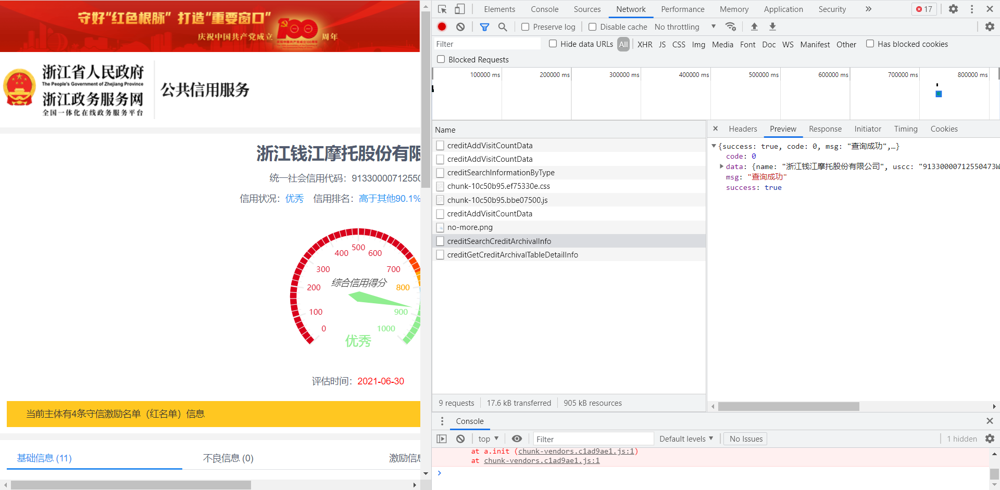 守好“红色根脉” 打造“重要窗口”
庆祝中国共产党成立 100 周年
浙江省人民政府
The People's Government of Zhejiang Province
浙江政务服务网
全国一体化在线政务服务平台
公共信用服务
浙江钱江摩托股份有限
统一社会信用代码：9133000071255
信用状况：优秀 信用排名：高于其他90.1%
0
100
200
300
400
500
600
700
800
900
1000
综合信用得分
优秀
评估时间：2021-06-30
当前主体有4条守信激励名单（红名单）信息
基础信息 (11) 不良信息 (0) 激励信息
Elements Console Sources Network Performance Memory Application Security 17
Preserve log Disable cache No throttling
Filter Hide data URLs All XHR JS CSS Img Media Font Doc WS Manifest Other Has blocked cookies
Blocked Requests
100000 ms 200000 ms 300000 ms 400000 ms 500000 ms 600000 ms 700000 ms 800000 ms
Name
creditAddVisitCountData
creditAddVisitCountData
creditSearchInformationByType
chunk-10c50b95.ef75330e.css
chunk-10c50b95.bbe07500.js
creditAddVisitCountData
no-more.png
creditSearchCreditArchivalInfo
creditGetCreditArchivalTableDetailInfo
9 requests 17.6 kB transferred 905 kB resources
Headers Preview Response Initiator Timing Cookies
{success: true, code: 0, msg: "查询成功",…}
code: 0
data: {name: "浙江钱江摩托股份有限公司", uscc: "91330000712550473W
msg: "查询成功"
success: true
Console
top Filter Default levels No Issues 1 hidden
at a.init (chunk-vendors.c1ad9ae1.js:1)
at chunk-vendors.c1ad9ae1.js:1